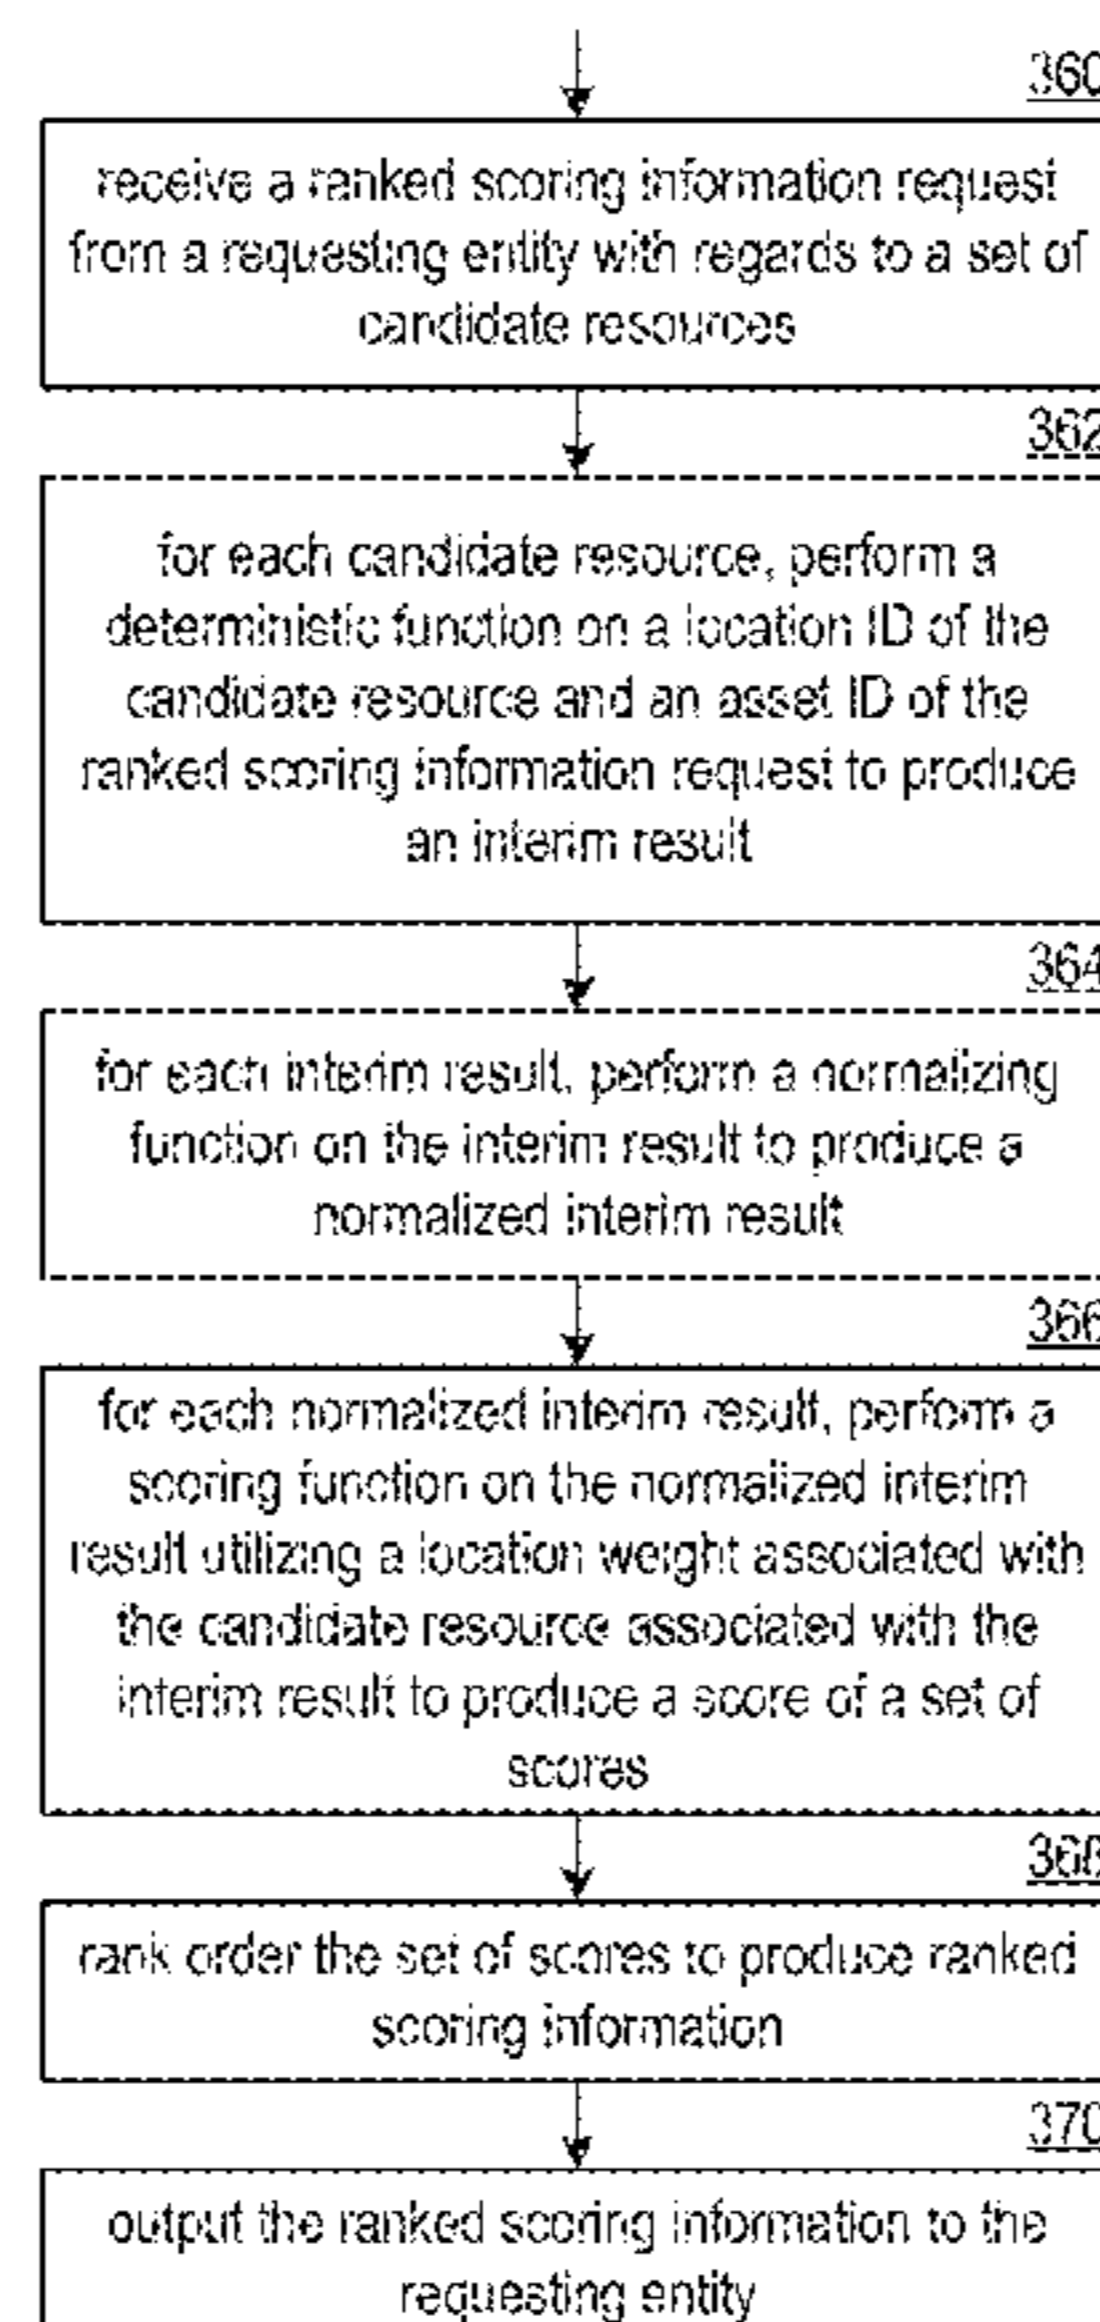 360
receive a ranked scoring information request
from a requesting entity with regards to a set of
candidate resources
362
for each candidate resource, perform a
deterministic function on a location ID of the
candidate resource and an asset ID of the
ranked scoring information request to produce
an interim result
364
for each interim result, perform a normalizing
function on the interim result to produce a
normalized interim result
366
for each normalized interim result, perform a
scoring function on the normalized interim
result utilizing a location weight associated with
the candidate resource associated with the
interim result to produce a score of a set of
scores
368
rank order the set of scores to produce ranked
scoring information
370
output the ranked scoring information to the
requesting entity